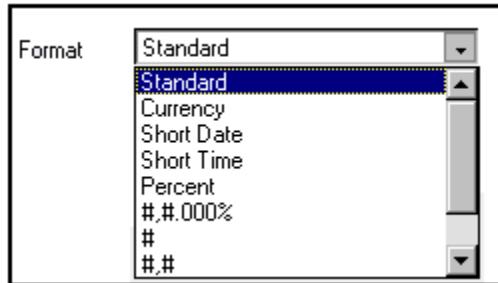 Format Standard
Standard
Currency
Short Date
Short Time
Percent
#,#.000%
#
#,#